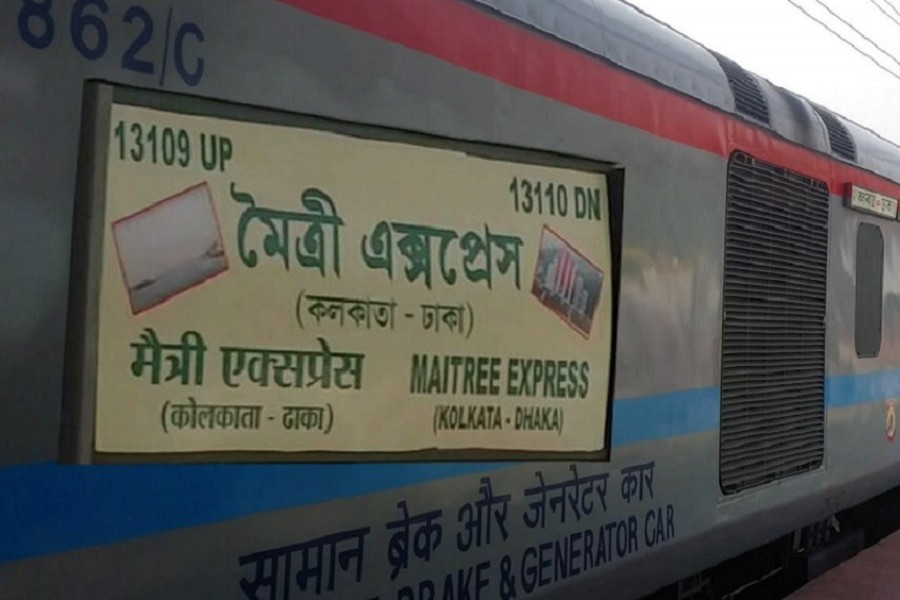 862/C
13109 UP
13110 DN
মৈত্রী এক্সপ্রেস
(কলকাতা - ঢাকা)
मैत्री एक्सप्रेस
(कोलकाता - ढाका)
MAITREE EXPRESS
(KOLKATA - DHAKA)
सामान ब्रेक और जेनरेटर कार
BRAKE & GENERATOR CAR